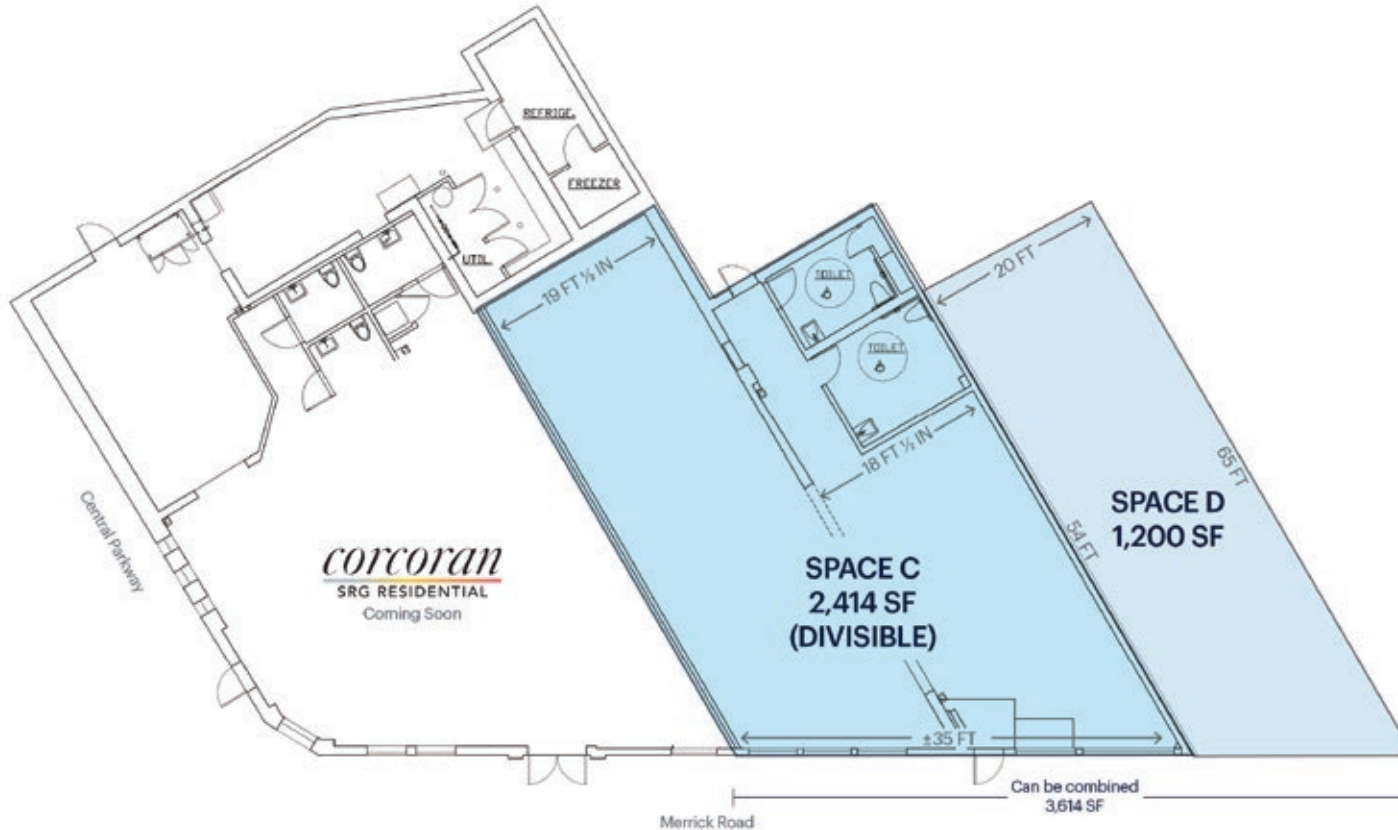 REFRIGE.
FREEZER
UTIL.
19 FT ½ IN
TOILET
TOILET
18 FT ½ IN
20 FT
65 FT
54 FT
SPACE D
1,200 SF
SPACE C
2,414 SF
(DIVISIBLE)
±35 FT
Central Parkway
corcoran
SRG RESIDENTIAL
Coming Soon
Can be combined
3,614 SF
Merrick Road